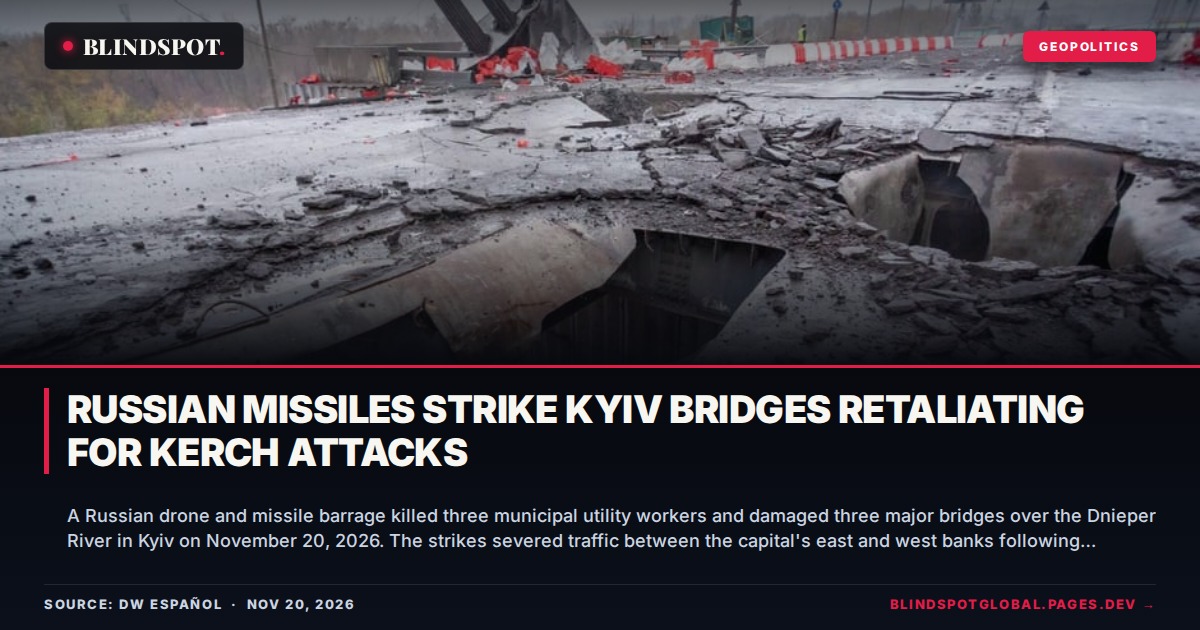 BLINDSPOT.
GEOPOLITICS
RUSSIAN MISSILES STRIKE KYIV BRIDGES RETALIATING
FOR KERCH ATTACKS
A Russian drone and missile barrage killed three municipal utility workers and damaged three major bridges over the Dnieper
River in Kyiv on November 20, 2026. The strikes severed traffic between the capital's east and west banks following...
SOURCE: DW ESPAÑOL · NOV 20, 2026
BLINDSPOTGLOBAL.PAGES.DEV →